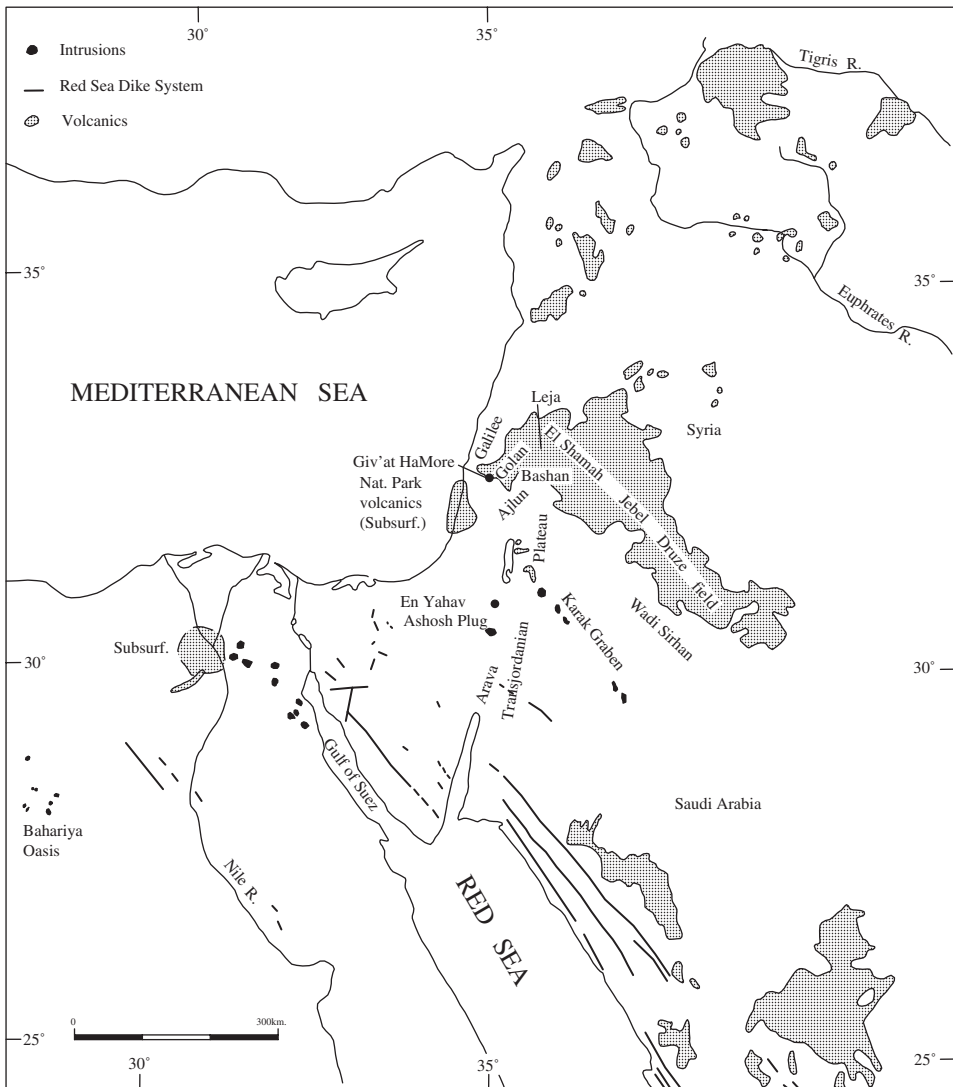 30°
35°
Intrusions
Red Sea Dike System
Volcanics
Tigris R.
35°
35°
Euphrates R.
MEDITERRANEAN SEA
Leja
Syria
Galilee
Golan
El Shamah Jebel Druze field
Giv'at HaMore
Nat. Park
volcanics
(Subsurf.)
Bashan
Ajlun
Plateau
En Yahav
Ashosh Plug
Karak Graben
Wadi Sirhan
Subsurf.
30°
30°
Arava
Transjordanian
Gulf of Suez
Saudi Arabia
Bahariya
Oasis
Nile R.
RED SEA
0
300km.
25°
25°
30°
35°